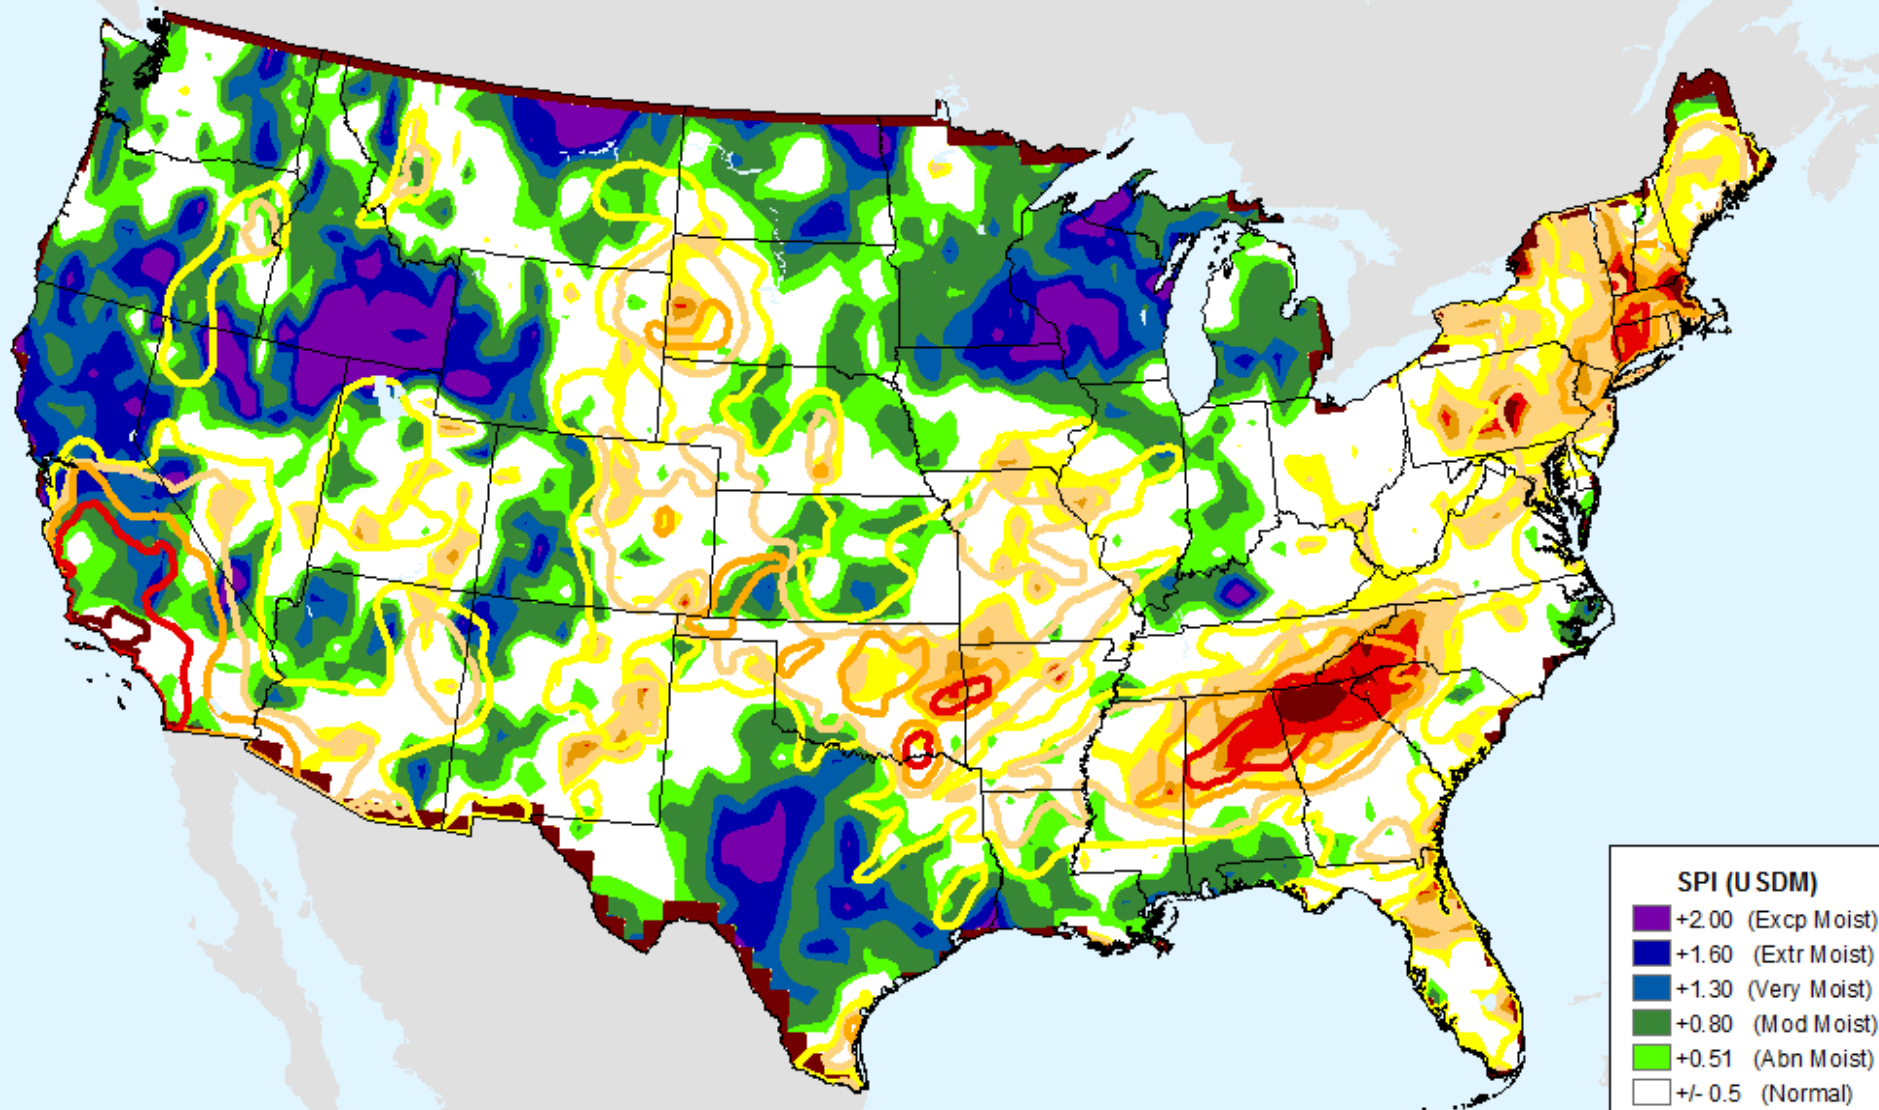 SPI (USDM)
+2.00 (Excp Moist)
+1.60 (Extr Moist)
+1.30 (Very Moist)
+0.80 (Mod Moist)
+0.51 (Abn Moist)
+/- 0.5 (Normal)